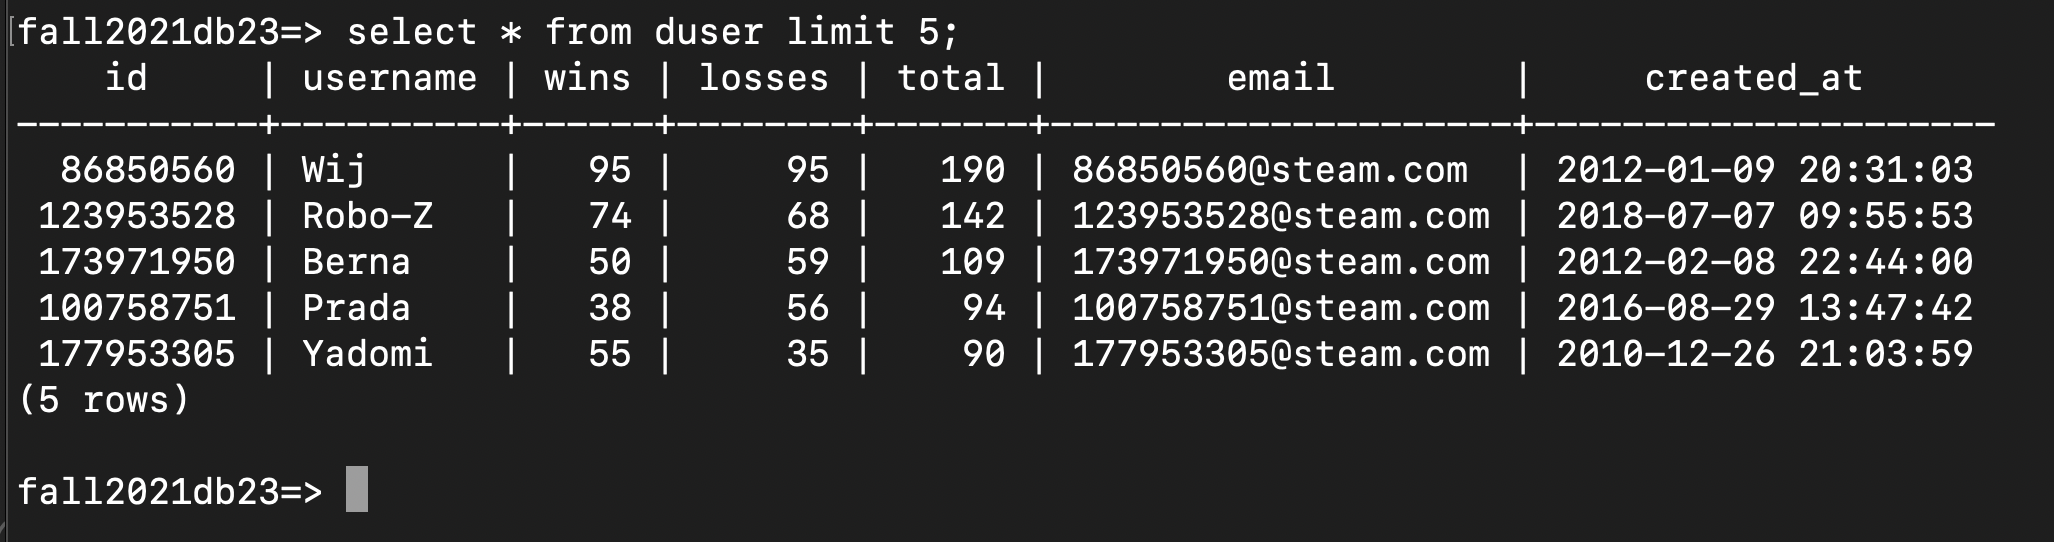 fall2021db23=> select * from duser limit 5;
    id     | username | wins | losses | total |        email        |     created_at
-----------+----------+------+--------+-------+---------------------+---------------------
  86850560 | Wij      |   95 |     95 |   190 | 86850560@steam.com  | 2012-01-09 20:31:03
 123953528 | Robo-Z   |   74 |     68 |   142 | 123953528@steam.com | 2018-07-07 09:55:53
 173971950 | Berna    |   50 |     59 |   109 | 173971950@steam.com | 2012-02-08 22:44:00
 100758751 | Prada    |   38 |     56 |    94 | 100758751@steam.com | 2016-08-29 13:47:42
 177953305 | Yadomi   |   55 |     35 |    90 | 177953305@steam.com | 2010-12-26 21:03:59
(5 rows)

fall2021db23=>